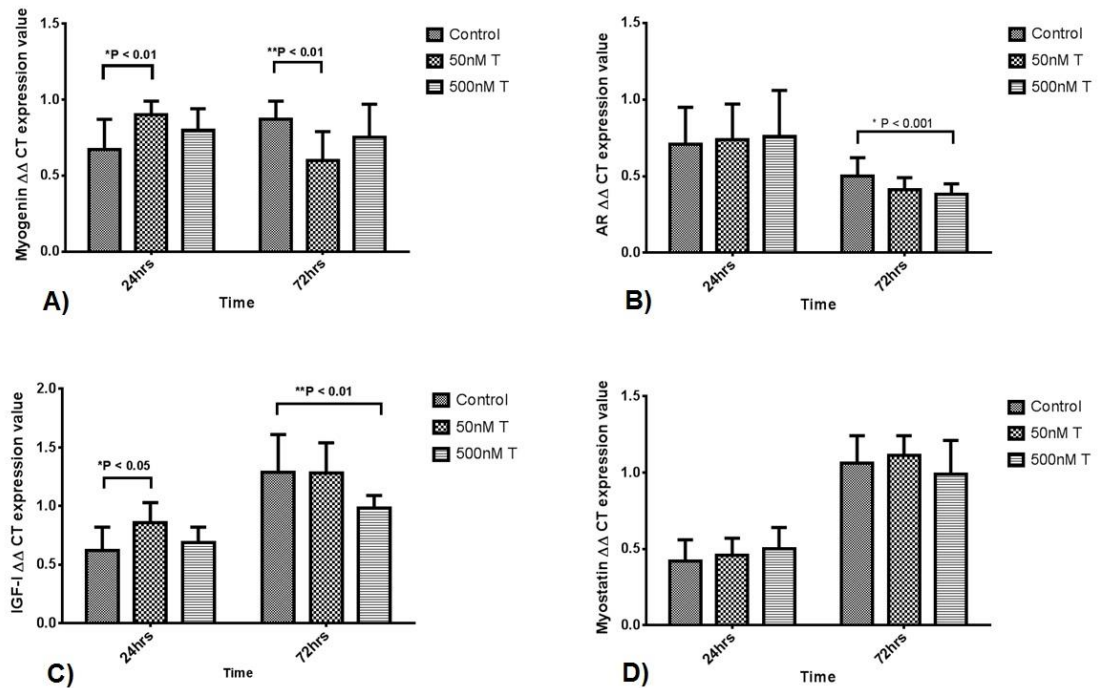 Myogenin ΔΔ CT expression value
1.5
1.0
0.5
0.0
*P < 0.01
**P < 0.01
Control
50nM T
500nM T
24hrs
72hrs
Time
A)
AR ΔΔ CT expression value
1.5
1.0
0.5
0.0
* P < 0.001
Control
50nM T
500nM T
24hrs
72hrs
Time
B)
IGF-I ΔΔ CT expression value
2.0
1.5
1.0
0.5
0.0
*P < 0.05
**P < 0.01
Control
50nM T
500nM T
24hrs
72hrs
Time
C)
Myostatin ΔΔ CT expression value
1.5
1.0
0.5
0.0
Control
50nM T
500nM T
24hrs
72hrs
Time
D)